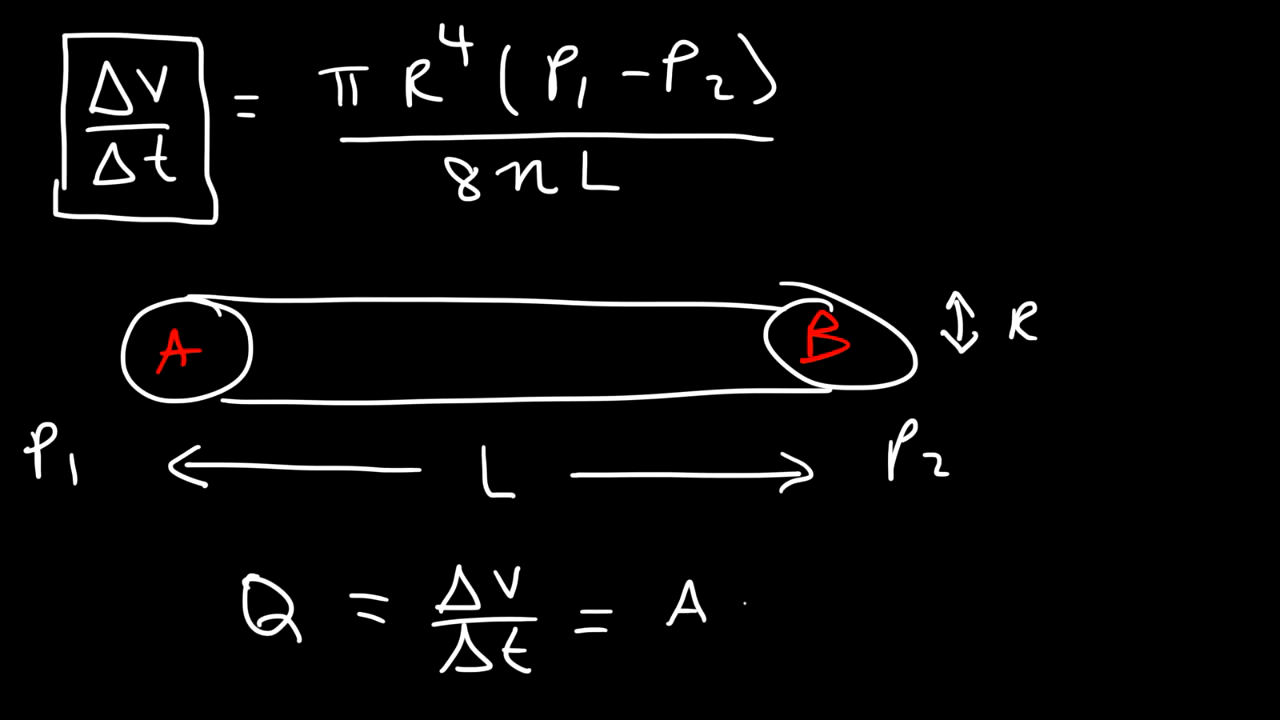 ΔV/Δt = πR⁴(P₁-P₂)/8ηL
A B R
P₁ L P₂
Q = ΔV/Δt = A ·